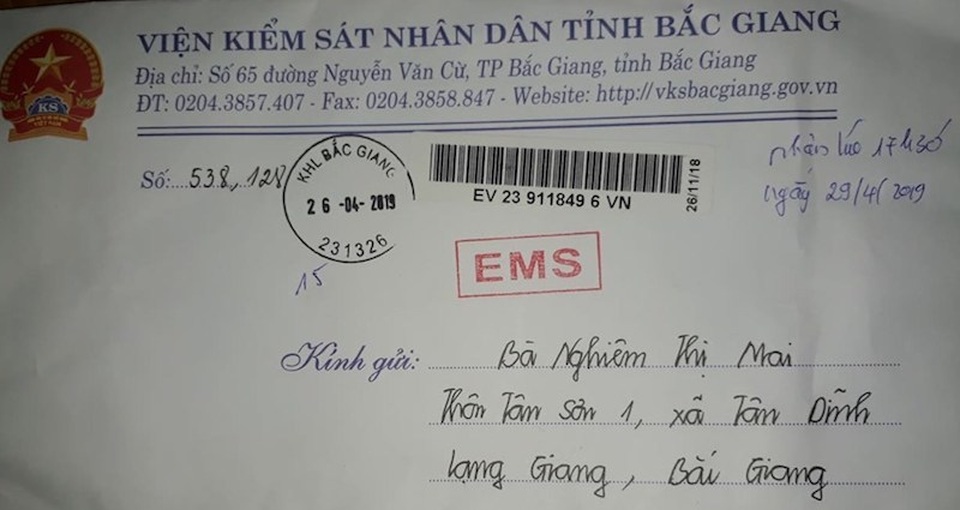 VIỆN KIỂM SÁT NHÂN DÂN TỈNH BẮC GIANG
Địa chỉ: Số 65 đường Nguyễn Văn Cừ, TP Bắc Giang, tỉnh Bắc Giang
ĐT: 0204.3857.407 - Fax: 0204.3858.847 - Website: http://vksbacgiang.gov.vn
KS
Số:....538, 128
KHL BẮC GIANG
26-04-2019
231326
EV 23 911849 6 VN
26/11/18
nhận lúc 17h30
ngày 29/4/2019
15
EMS
Kính gửi: Bà Nghiêm Thị Mai
Thôn Tân Sơn 1, xã Tân Dĩnh
Lạng Giang, Bắc Giang